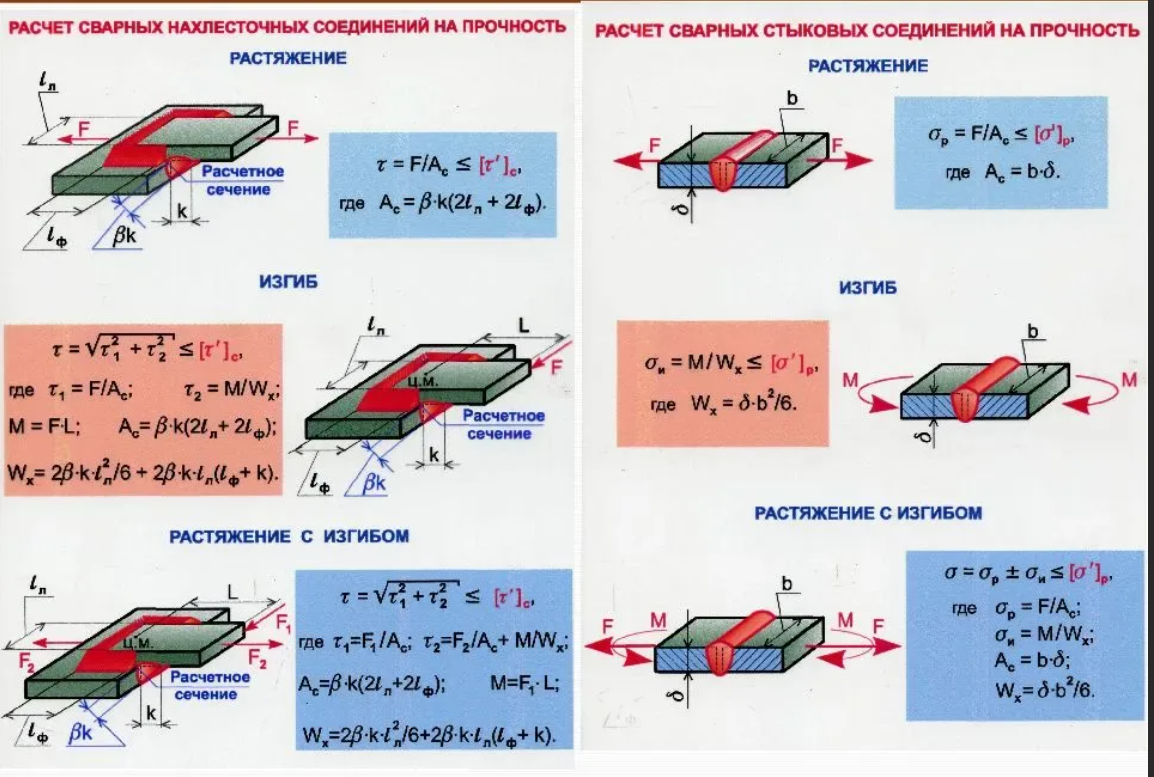 РАСЧЕТ СВАРНЫХ НАХЛЕСТОЧНЫХ СОЕДИНЕНИЙ НА ПРОЧНОСТЬ
РАСТЯЖЕНИЕ
lл
F
F
Расчетное
сечение
k
lф
βk
τ = F/Aс ≤ [τ′]с,
где Aс = β·k(2lл + 2lф).
ИЗГИБ
τ = √τ₁² + τ₂² ≤ [τ′]с,
где τ₁ = F/Aс; τ₂ = M/Wх;
M = F·L; Aс= β·k(2lл+ 2lф);
Wх= 2β·k·lл²/6 + 2β·k·lл(lф+ k).
lл
L
F
ц.м.
Расчетное
сечение
k
lф
βk
РАСТЯЖЕНИЕ С ИЗГИБОМ
lл
L
F₁
ц.м.
F₂
F₂
Расчетное
сечение
k
lф
βk
τ = √τ₁² + τ₂² ≤ [τ′]с,
где τ₁=F₁/Aс; τ₂=F₂/Aс+ M/Wх;
Aс=β·k(2lл+2lф); M=F₁·L;
Wх=2β·k·lл²/6+2β·k·lл(lф+ k).
РАСЧЕТ СВАРНЫХ СТЫКОВЫХ СОЕДИНЕНИЙ НА ПРОЧНОСТЬ
РАСТЯЖЕНИЕ
b
F
F
δ
σр = F/Aс ≤ [σ′]р,
где Aс = b·δ.
ИЗГИБ
σи = M/Wх ≤ [σ′]р,
где Wх = δ·b²/6.
b
M
M
δ
РАСТЯЖЕНИЕ С ИЗГИБОМ
b
F
M
M
F
δ
σ = σр ± σи ≤ [σ′]р,
где σр = F/Aс;
σи = M/Wх;
Aс = b·δ;
Wх = δ·b²/6.